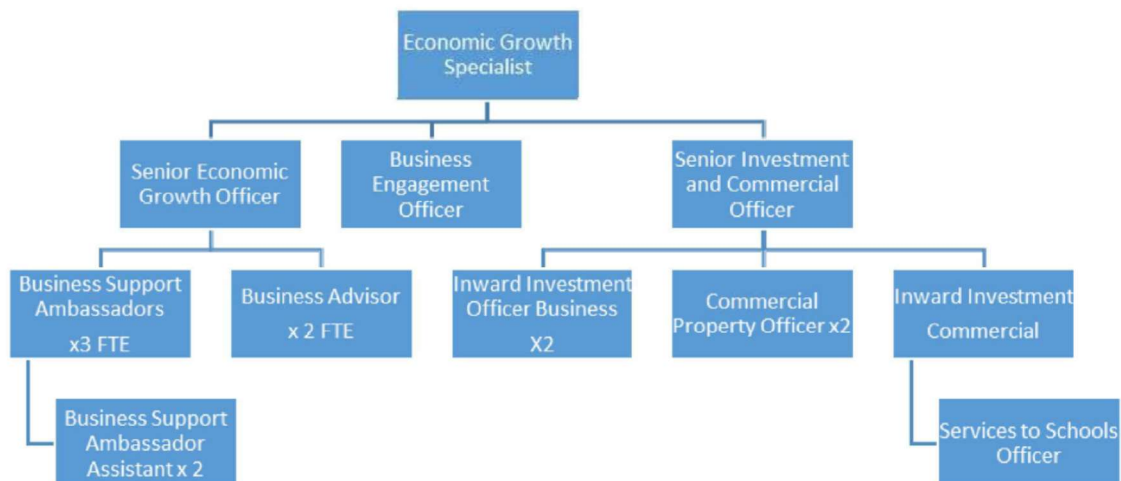 Economic Growth
Specialist
Senior Economic
Growth Officer
Business
Engagement
Officer
Senior Investment
and Commercial
Officer
Business Support
Ambassadors
x3 FTE
Business Advisor
x 2 FTE
Inward Investment
Officer Business
X2
Commercial
Property Officer x2
Inward Investment
Commercial
Business Support
Ambassador
Assistant x 2
Services to Schools
Officer